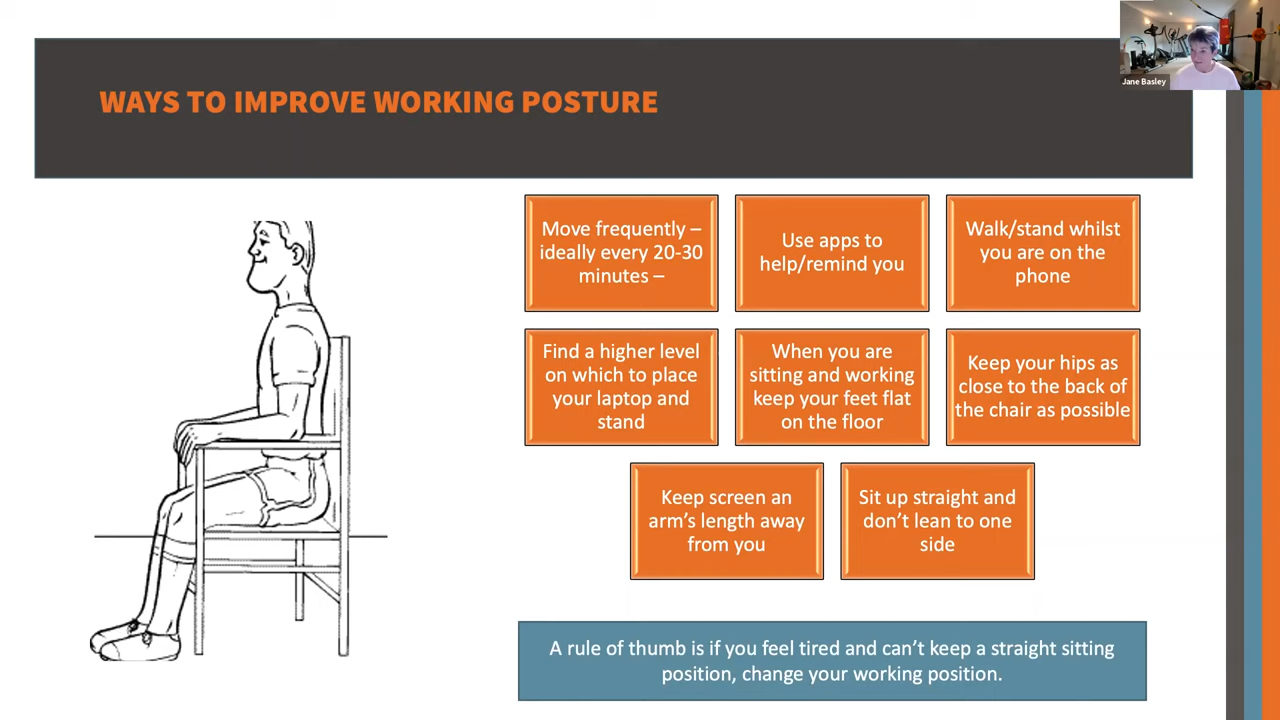 Jane Basley
WAYS TO IMPROVE WORKING POSTURE
Move frequently –
ideally every 20-30
minutes –
Use apps to
help/remind you
Walk/stand whilst
you are on the
phone
Find a higher level
on which to place
your laptop and
stand
When you are
sitting and working
keep your feet flat
on the floor
Keep your hips as
close to the back of
the chair as possible
Keep screen an
arm's length away
from you
Sit up straight and
don't lean to one
side
A rule of thumb is if you feel tired and can't keep a straight sitting
position, change your working position.